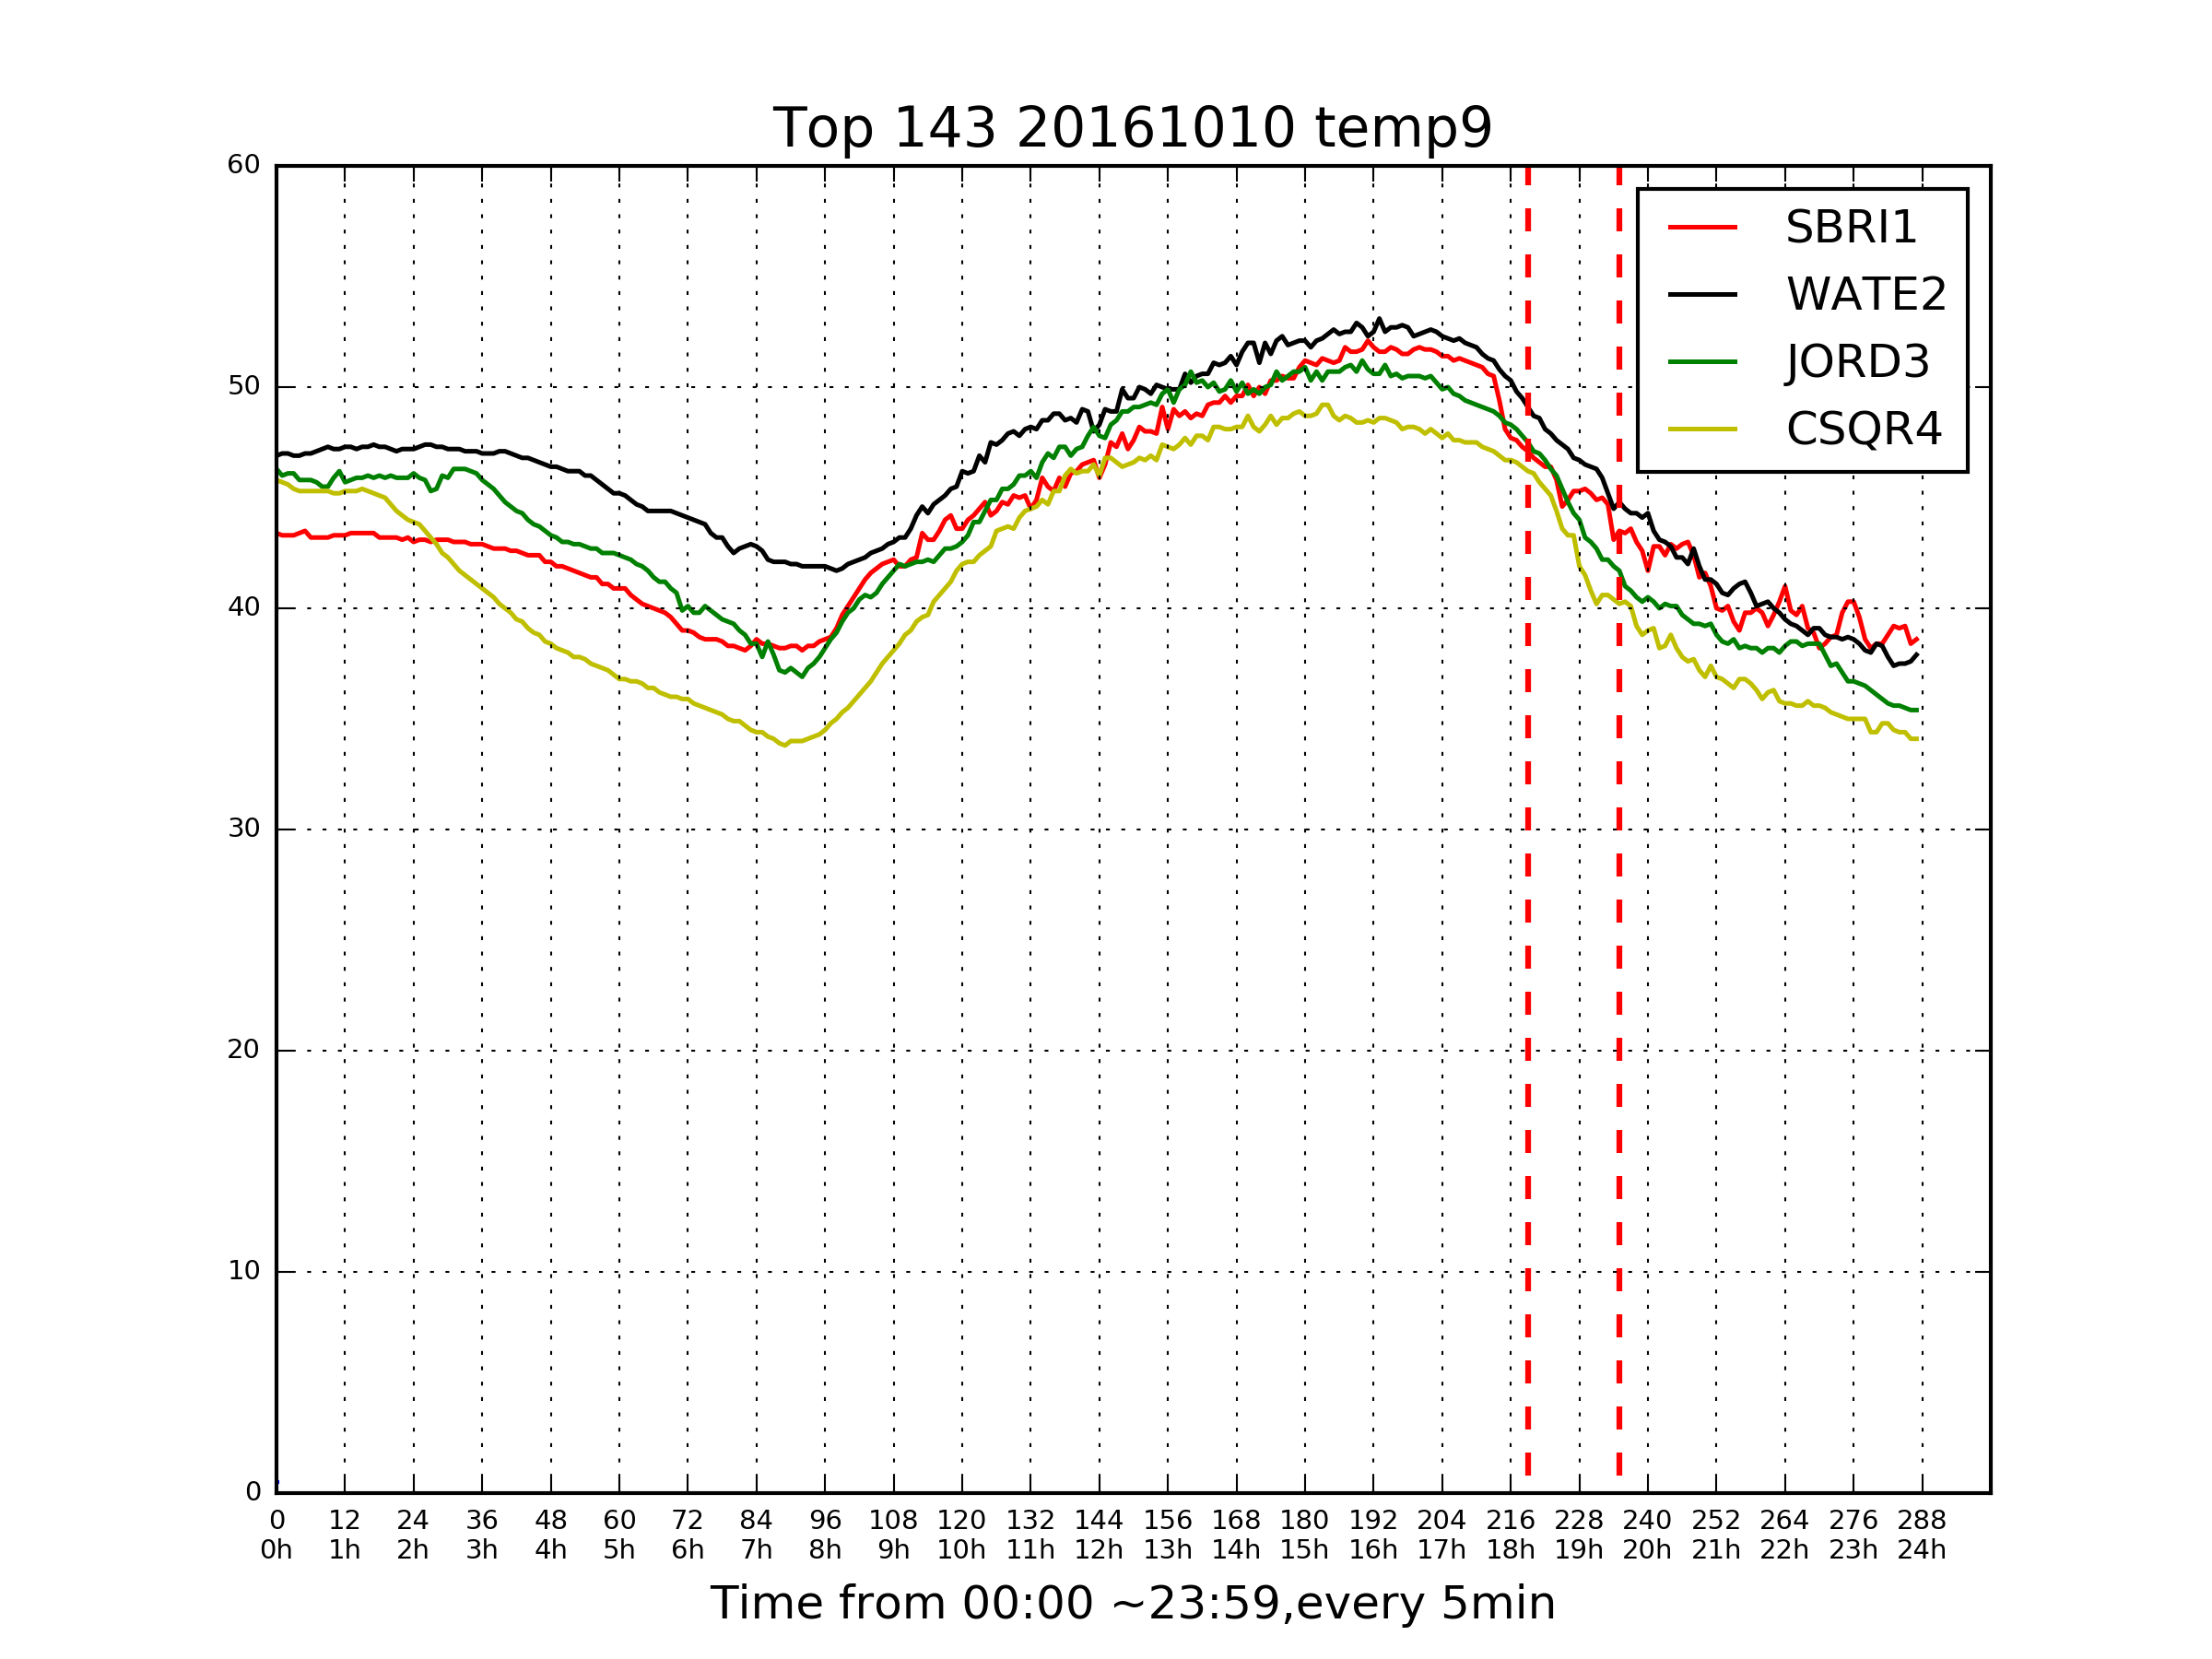 Top 143 20161010 temp9
60
50
40
30
20
10
0
SBRI1
WATE2
JORD3
CSQR4
0 12 24 36 48 60 72 84 96 108 120 132 144 156 168 180 192 204 216 228 240 252 264 276 288
0h 1h 2h 3h 4h 5h 6h 7h 8h 9h 10h 11h 12h 13h 14h 15h 16h 17h 18h 19h 20h 21h 22h 23h 24h
Time from 00:00 ~23:59,every 5min